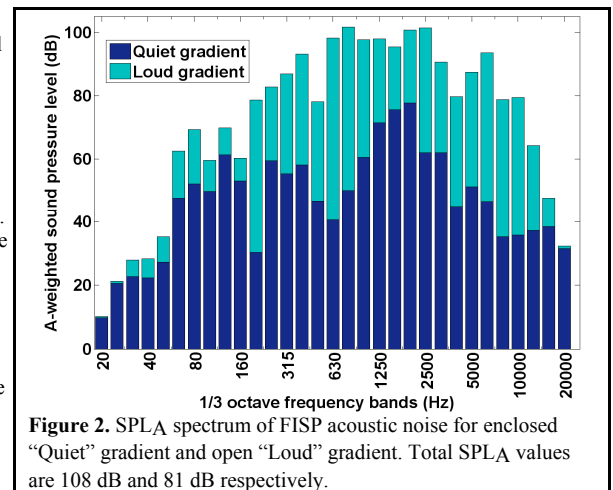 100
80
60
40
20
0
A-weighted sound pressure level (dB)
Quiet gradient
Loud gradient
20
40
80
160
315
630
1250
2500
5000
10000
20000
1/3 octave frequency bands (Hz)
Figure 2. SPLA spectrum of FISP acoustic noise for enclosed
“Quiet” gradient and open “Loud” gradient. Total SPLA values
are 108 dB and 81 dB respectively.